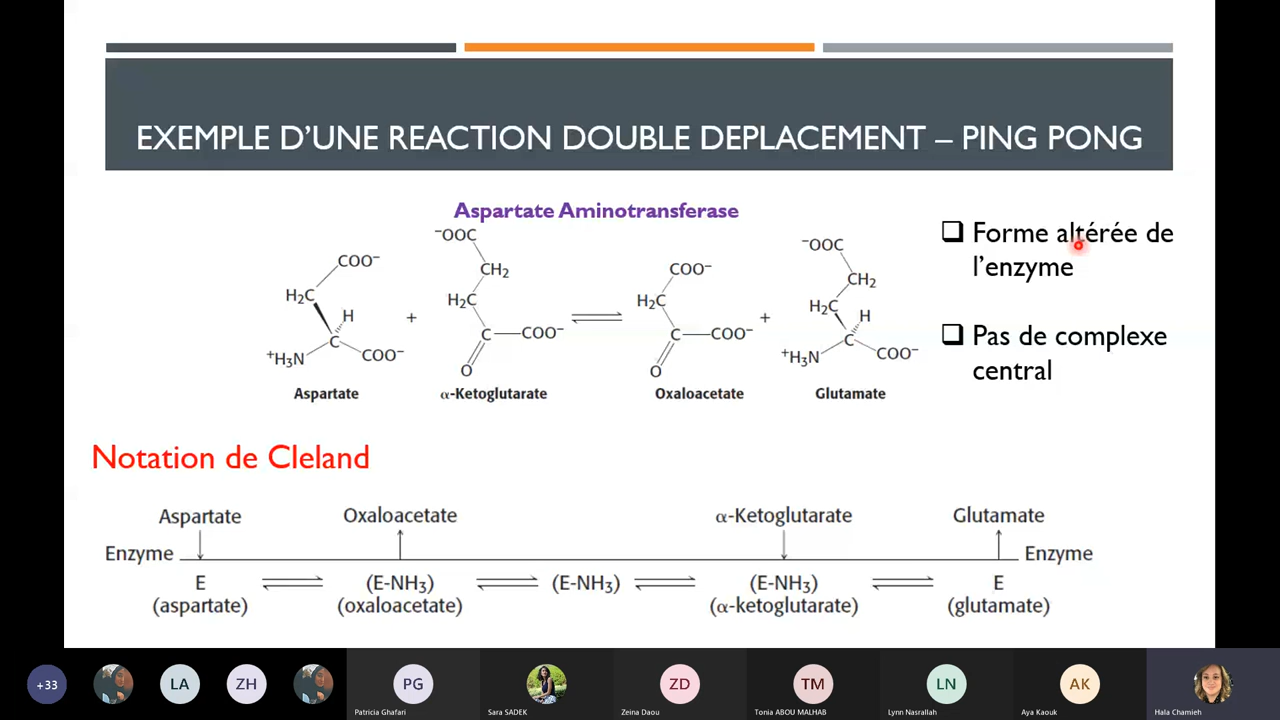 EXEMPLE D'UNE REACTION DOUBLE DEPLACEMENT – PING PONG
Aspartate Aminotransferase
COO⁻
H₂C
H
C
⁺H₃N
COO⁻
Aspartate
+
⁻OOC
CH₂
H₂C
C
COO⁻
O
α-Ketoglutarate
COO⁻
H₂C
C
COO⁻
O
Oxaloacetate
+
⁻OOC
CH₂
H₂C
H
C
⁺H₃N
COO⁻
Glutamate
Forme altérée de
l'enzyme
Pas de complexe
central
Notation de Cleland
Aspartate Oxaloacetate α-Ketoglutarate Glutamate
Enzyme Enzyme
E (E-NH₃) (E-NH₃) (E-NH₃) E
(aspartate) (oxaloacetate) (α-ketoglutarate) (glutamate)
+33 LA ZH PG ZD TM LN AK
Patricia Ghafari Sara SADEK Zeina Daou Tonia ABOU MALHAB Lynn Nasrallah Aya Kaouk Hala Chamieh